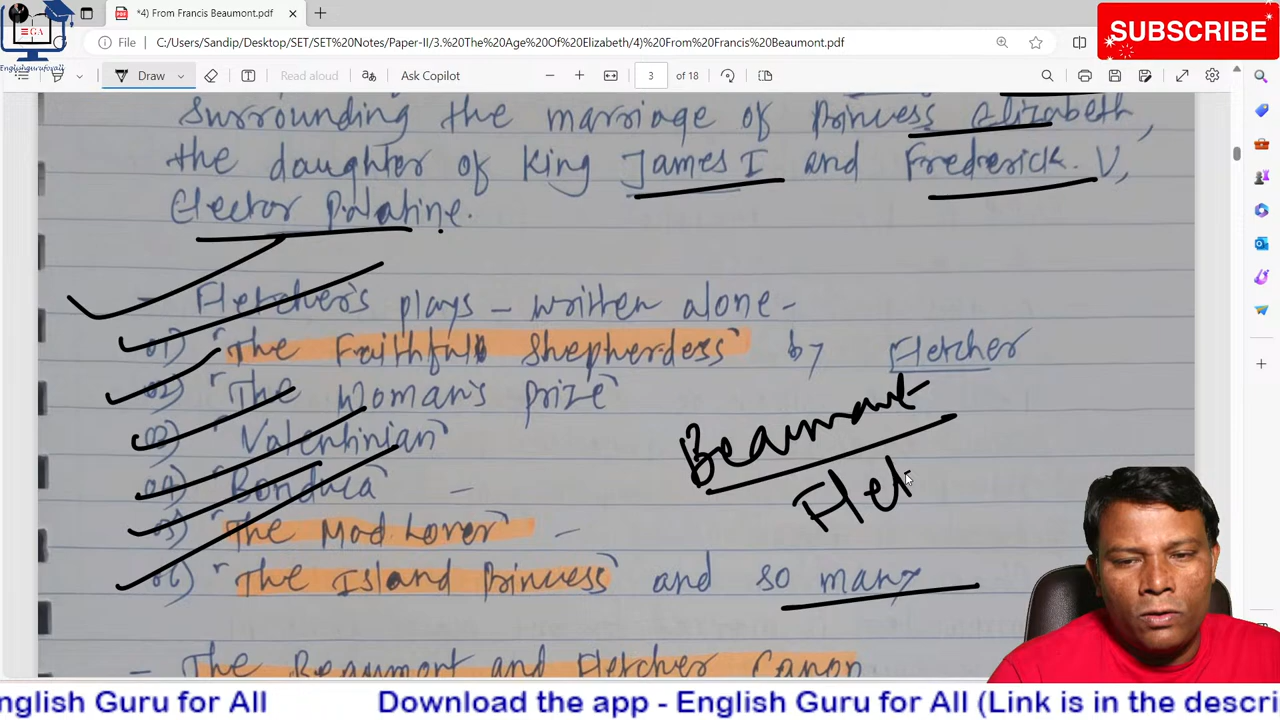 *4) From Francis Beaumont.pdf
SUBSCRIBE
EGA
Englishguruforall
File C:/Users/Sandip/Desktop/SET/SET%20Notes/Paper-II/3.%20The%20Age%20Of%20Elizabeth/4)%20From%20Francis%20Beaumont.pdf
Draw Read aloud Ask Copilot 3 of 18
Surrounding the marriage of Princess Elizabeth,
the daughter of King James I and Frederick V,
Elector Palatine.
- Fletcher's plays - written alone -
01) "The Faithful Shepherdess" by Fletcher
02) "The Woman's Prize"
03) "Valentinian"
04) "Bonduca" -
05) "The Mad Lover" -
06) "The Island Princess" and so many
Beaumont
Flet
- The Beaumont and Fletcher Canon
nglish Guru for All Download the app - English Guru for All (Link is in the descri